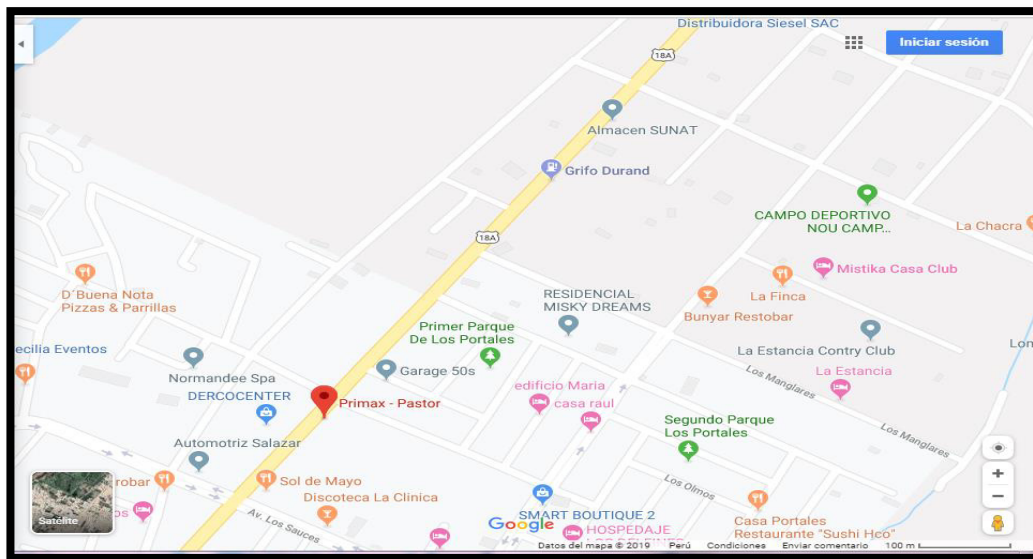 Distribuidora Siesel SAC
Iniciar sesión
18A
Almacen SUNAT
Grifo Durand
CAMPO DEPORTIVO
NOU CAMP...
La Chacra
18A
Mistika Casa Club
D´Buena Nota
Pizzas & Parrillas
RESIDENCIAL
MISKY DREAMS
La Finca
Bunyar Restobar
Primer Parque
De Los Portales
ecilia Eventos
La Estancia Contry Club
Lon
Normandee Spa
Garage 50s
La Estancia
Los Manglares
edificio Maria
DERCOCENTER
Primax - Pastor
casa raul
Segundo Parque
Los Portales
Los Manglares
Automotriz Salazar
robar
Sol de Mayo
Discoteca La Clinica
Los Olmos
Satélite
os
Av. Los Sauces
SMART BOUTIQUE 2
Google
HOSPEDAJE
Casa Portales
Restaurante "Sushi Hco"
Datos del mapa © 2019 Perú Condiciones Enviar comentario 100 m